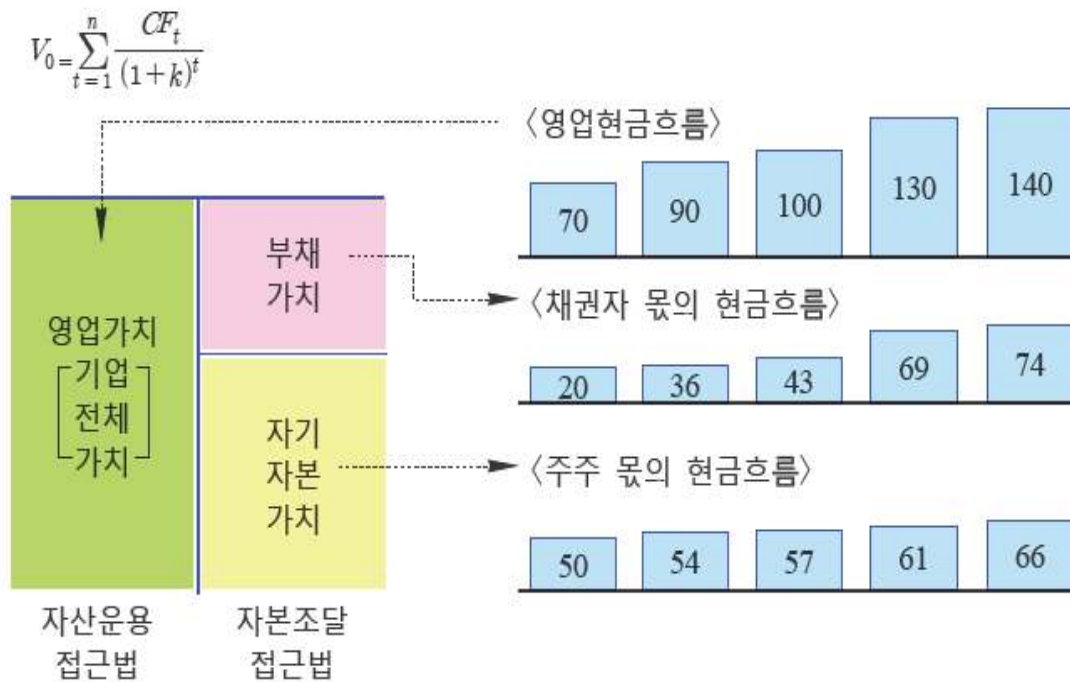 V₀ = Σ_{t=1}^{n} CF_t / (1+k)^t
〈영업현금흐름〉
70 90 100 130 140
부채
가치
〈채권자 몫의 현금흐름〉
20 36 43 69 74
영업가치
기업
전체
가치
자기
자본
가치
〈주주 몫의 현금흐름〉
50 54 57 61 66
자산운용
접근법
자본조달
접근법